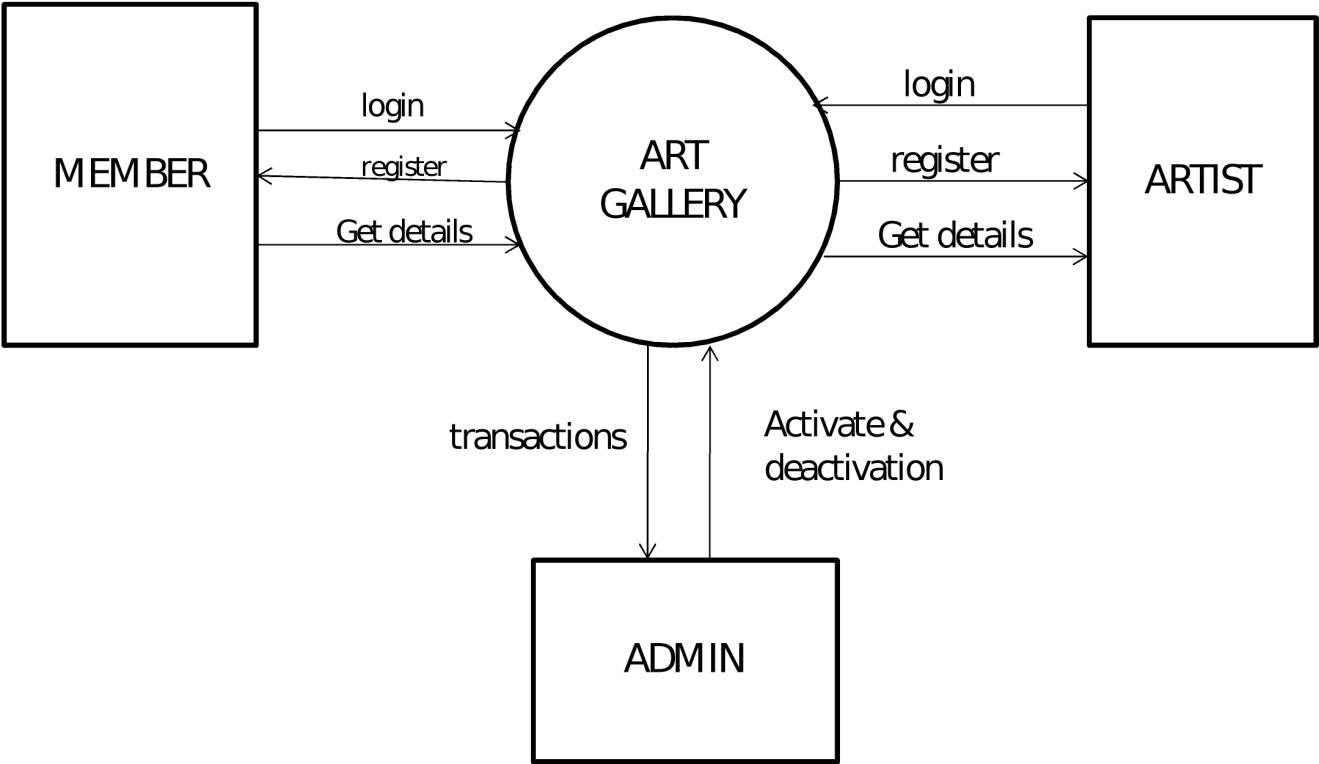 MEMBER
login
register
Get details
ART
GALLERY
login
register
Get details
ARTIST
transactions
Activate &
deactivation
ADMIN